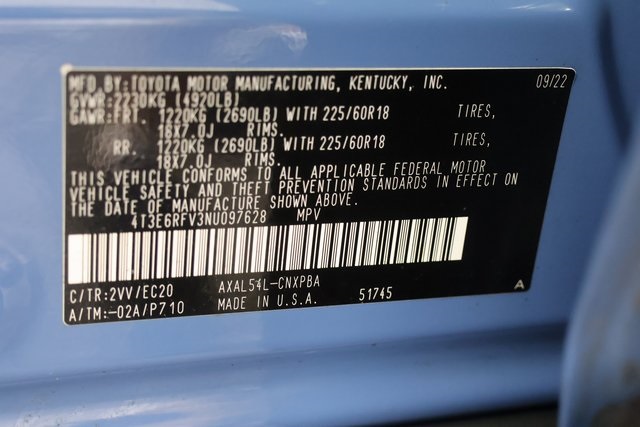 MFD.BY:TOYOTA MOTOR MANUFACTURING, KENTUCKY, INC. 09/22
GVWR:2230KG (4920LB)
GAWR:FRT. 1220KG (2690LB) WITH 225/60R18 TIRES,
18X7.0J RIMS.
RR. 1220KG (2690LB) WITH 225/60R18 TIRES,
18X7.0J RIMS.
THIS VEHICLE CONFORMS TO ALL APPLICABLE FEDERAL MOTOR
VEHICLE SAFETY AND THEFT PREVENTION STANDARDS IN EFFECT ON
THE DATE OF MANUFACTURE SHOWN ABOVE.
4T3E6RFV3NU097628 MPV
C/TR:2VV/EC20 AXAL54L-CNXPBA
A/TM:-02A/P710 MADE IN U.S.A. 51745 A